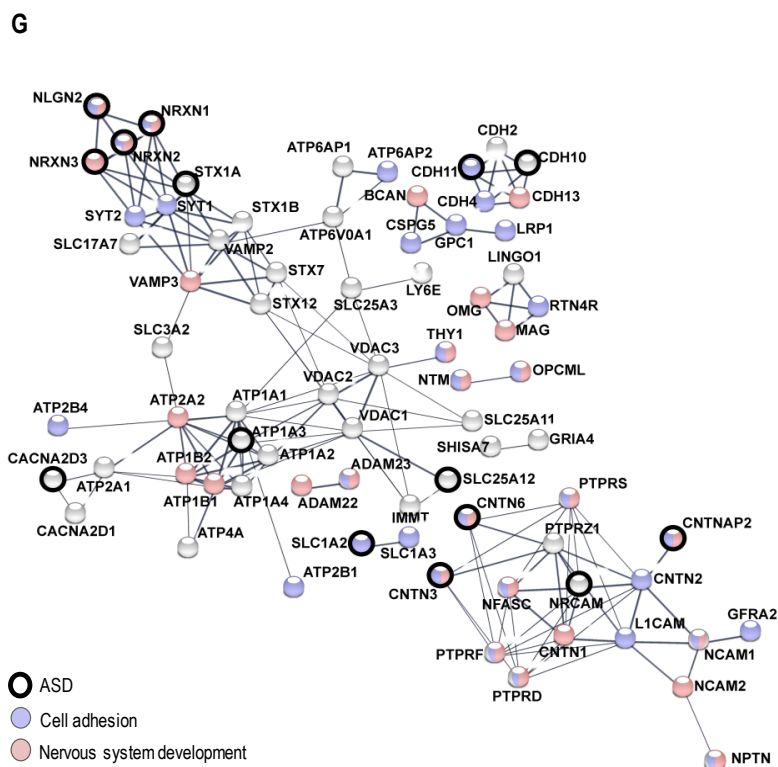 G
NLGN2
NRXN1
NRXN2
NRXN3
STX1A
SYT2
SYT1
STX1B
SLC17A7
VAMP2
VAMP3
STX7
STX12
SLC3A2
ATP6AP1
ATP6AP2
ATP6V0A1
SLC25A3
LY6E
BCAN
CSPG5
GPC1
LRP1
CDH2
CDH11
CDH10
CDH4
CDH13
LINGO1
OMG
RTN4R
MAG
THY1
NTM
OPCML
VDAC3
VDAC2
VDAC1
SLC25A11
SHISA7
GRIA4
ATP2B4
ATP2A2
ATP1A1
ATP1A3
ATP1A2
CACNA2D3
ATP2A1
ATP1B2
ATP1B1
ATP1A4
CACNA2D1
ATP4A
ADAM23
ADAM22
SLC25A12
IMMT
SLC1A2
SLC1A3
ATP2B1
CNTN6
PTPRS
PTPRZ1
CNTNAP2
CNTN3
NFASC
NRCAM
CNTN2
L1CAM
GFRA2
PTPRF
CNTN1
NCAM1
PTPRD
NCAM2
NPTN
ASD
Cell adhesion
Nervous system development